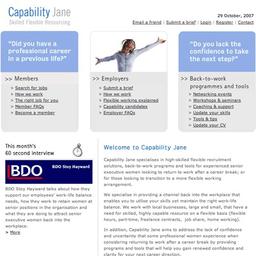 Capability Jane
Skilled Flexible Resourcing
29 October, 2007
Email a friend | Submit a brief | Login | Register | Contact
"Did you have a
professional career
in a previous life?"
"Do you lack the
confidence to take
the next step?"
>> Members
Search for jobs
How we work
The right job for you
Member FAQs
Become a member
>> Employers
Submit a brief
How we work
Flexible working explained
Capability candidates
Employer FAQs
>> Back-to-work
programmes and tools
Networking events
Workshops & seminars
Coaching & support
Update your skills
Tools & tips
Update your CV
This month's
60 second interview
BDO
BDO Stoy Hayward
BDO Stoy Hayward talks about how they
support our employees' work-life balance
needs, how they work to retain women at
senior positions in the organisation and
what they are doing to attract senior
executive women back into the
workplace.
> More
Welcome to Capability Jane
Capability Jane specialises in high-skilled flexible recruitment
solutions, back-to-work programs and tools for experienced senior
executive women wishing to return to work after a career break; or
for those looking to transition to a more flexible working
arrangement.
We specialise in providing a channel back into the workplace that
enables you to utilise your skills yet maintain the right work-life
balance. We work with local business, large and small, that have a
need for skilled, highly capable resource on a flexible basis (flexible
hours, part-time, freelance contracts, job share, home working).
In addition, Capability Jane aims to address the lack of confidence
and uncertainty that some professional women experience when
considering returning to work after a career break by providing
programs and tools that will help you gain renewed confidence and
clarity for your next career step.